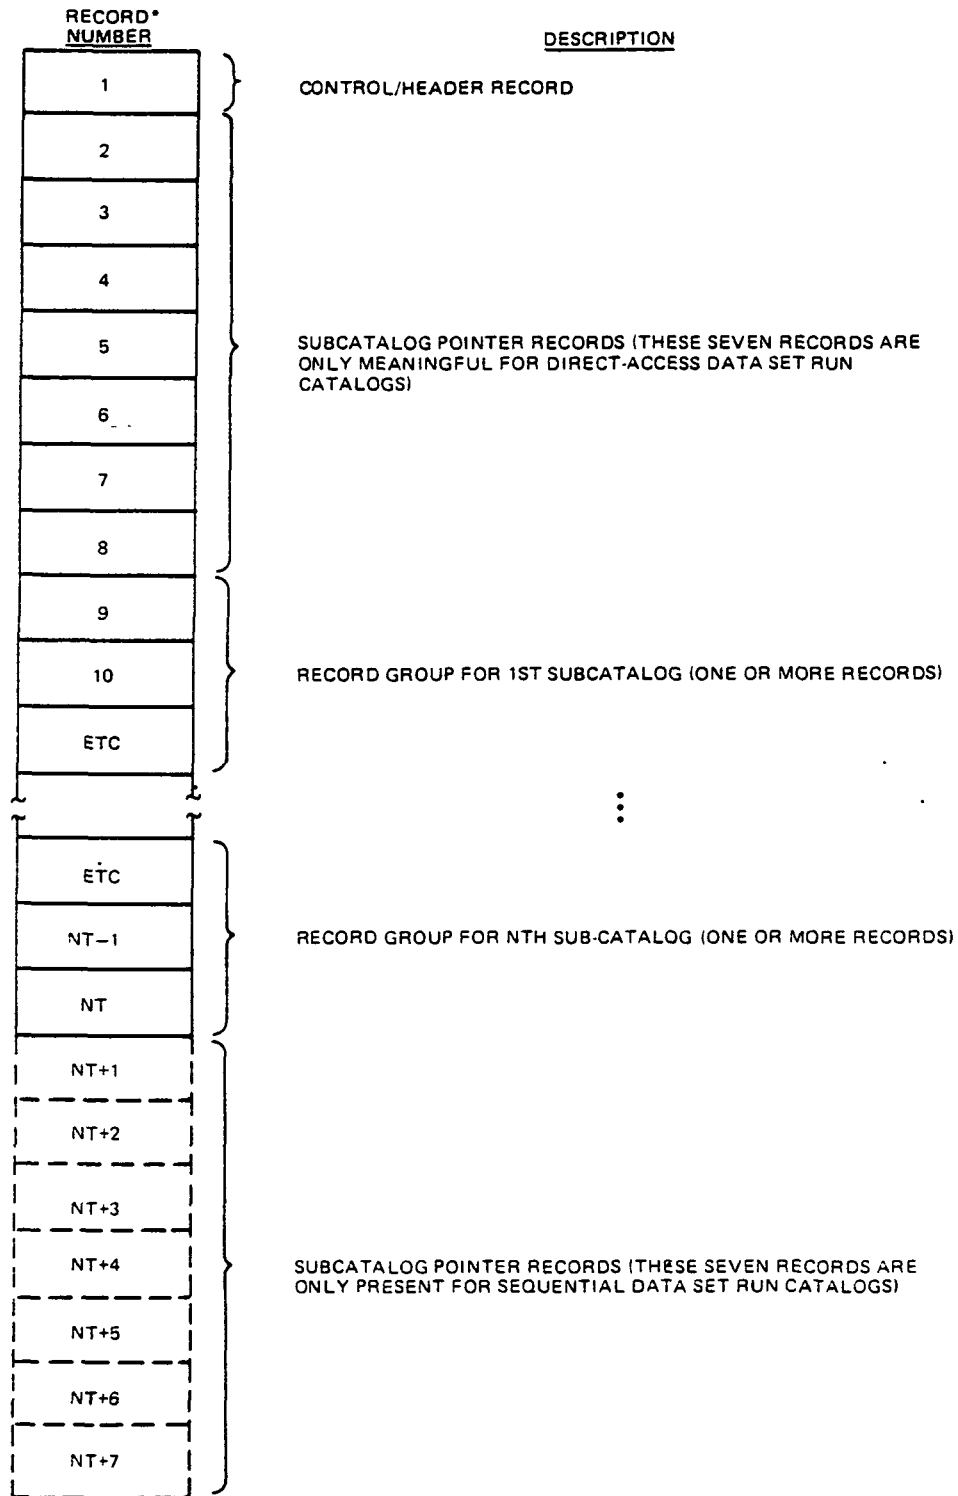 RECORD*
NUMBER
DESCRIPTION
1
CONTROL/HEADER RECORD
2
3
4
5
SUBCATALOG POINTER RECORDS (THESE SEVEN RECORDS ARE
ONLY MEANINGFUL FOR DIRECT-ACCESS DATA SET RUN
CATALOGS)
6
7
8
9
10
RECORD GROUP FOR 1ST SUBCATALOG (ONE OR MORE RECORDS)
ETC
ETC
NT-1
RECORD GROUP FOR NTH SUB-CATALOG (ONE OR MORE RECORDS)
NT
NT+1
NT+2
NT+3
NT+4
SUBCATALOG POINTER RECORDS (THESE SEVEN RECORDS ARE
ONLY PRESENT FOR SEQUENTIAL DATA SET RUN CATALOGS)
NT+5
NT+6
NT+7